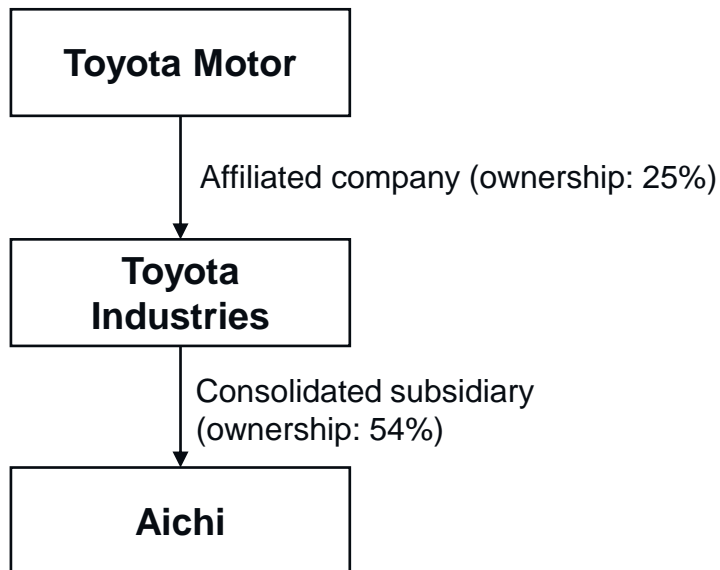 Toyota Motor
Affiliated company (ownership: 25%)
Toyota
Industries
Consolidated subsidiary
(ownership: 54%)
Aichi